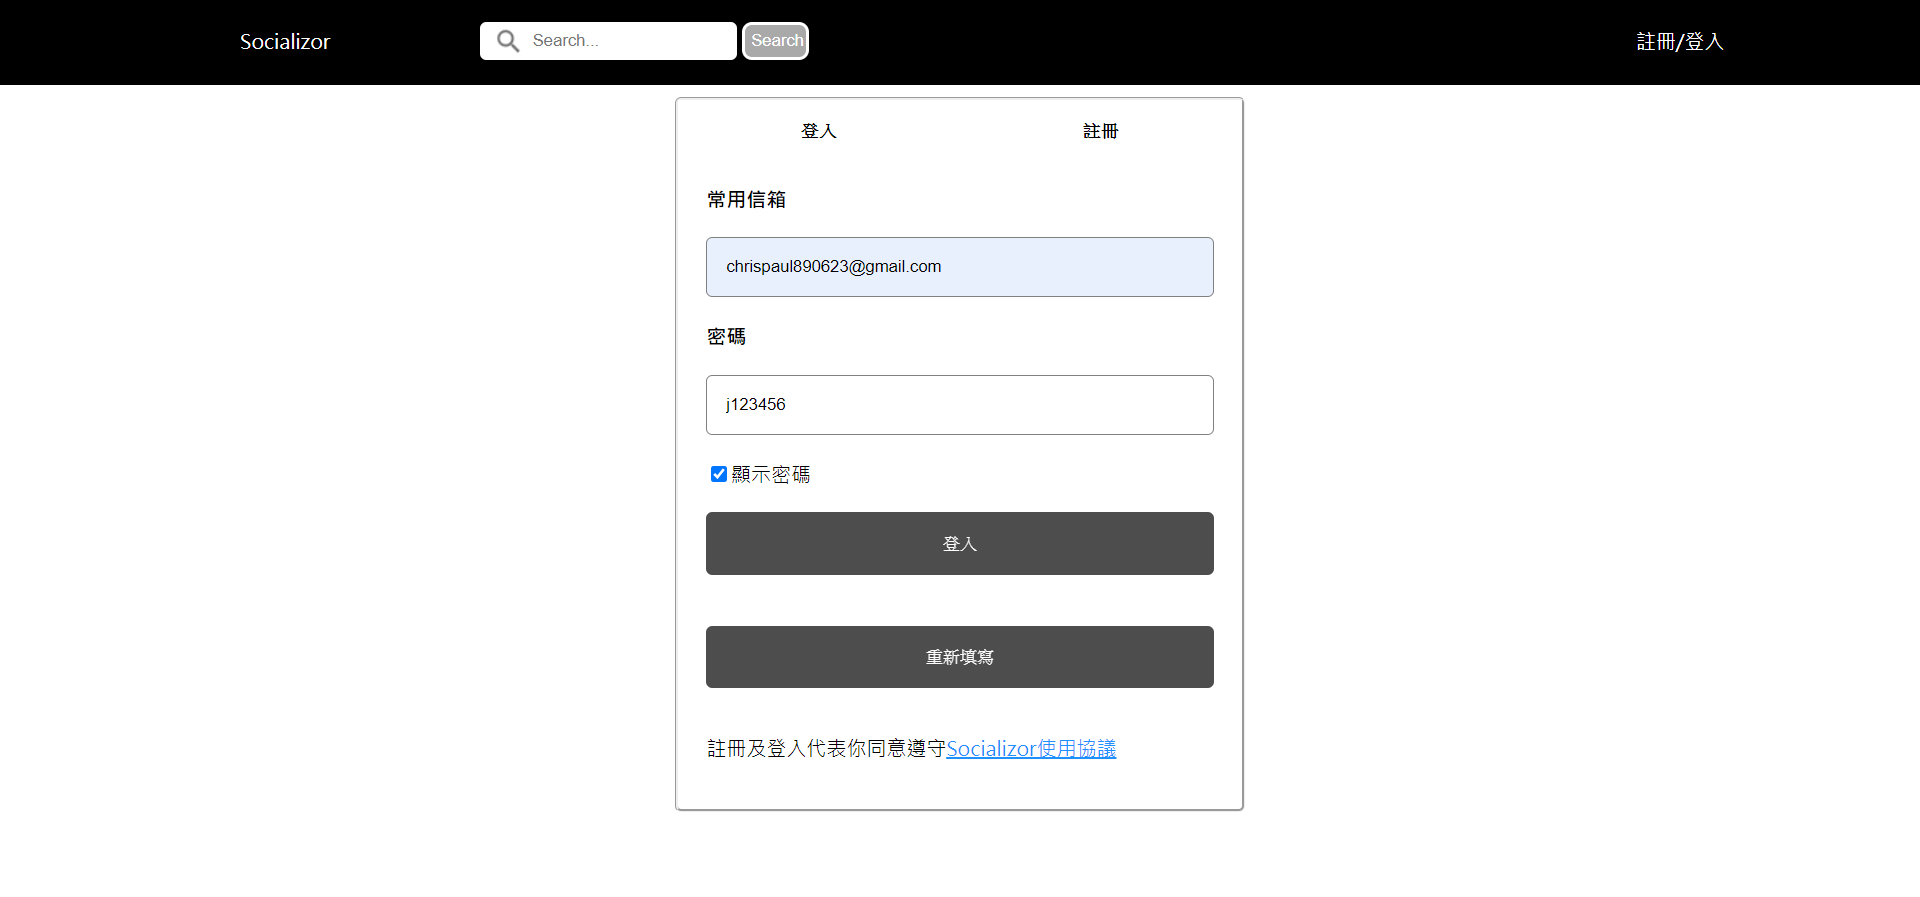 Socializor
Search...
Search
註冊/登入
登入
註冊
常用信箱
chrispaul890623@gmail.com
密碼
j123456
顯示密碼
登入
重新填寫
註冊及登入代表你同意遵守Socializor使用協議